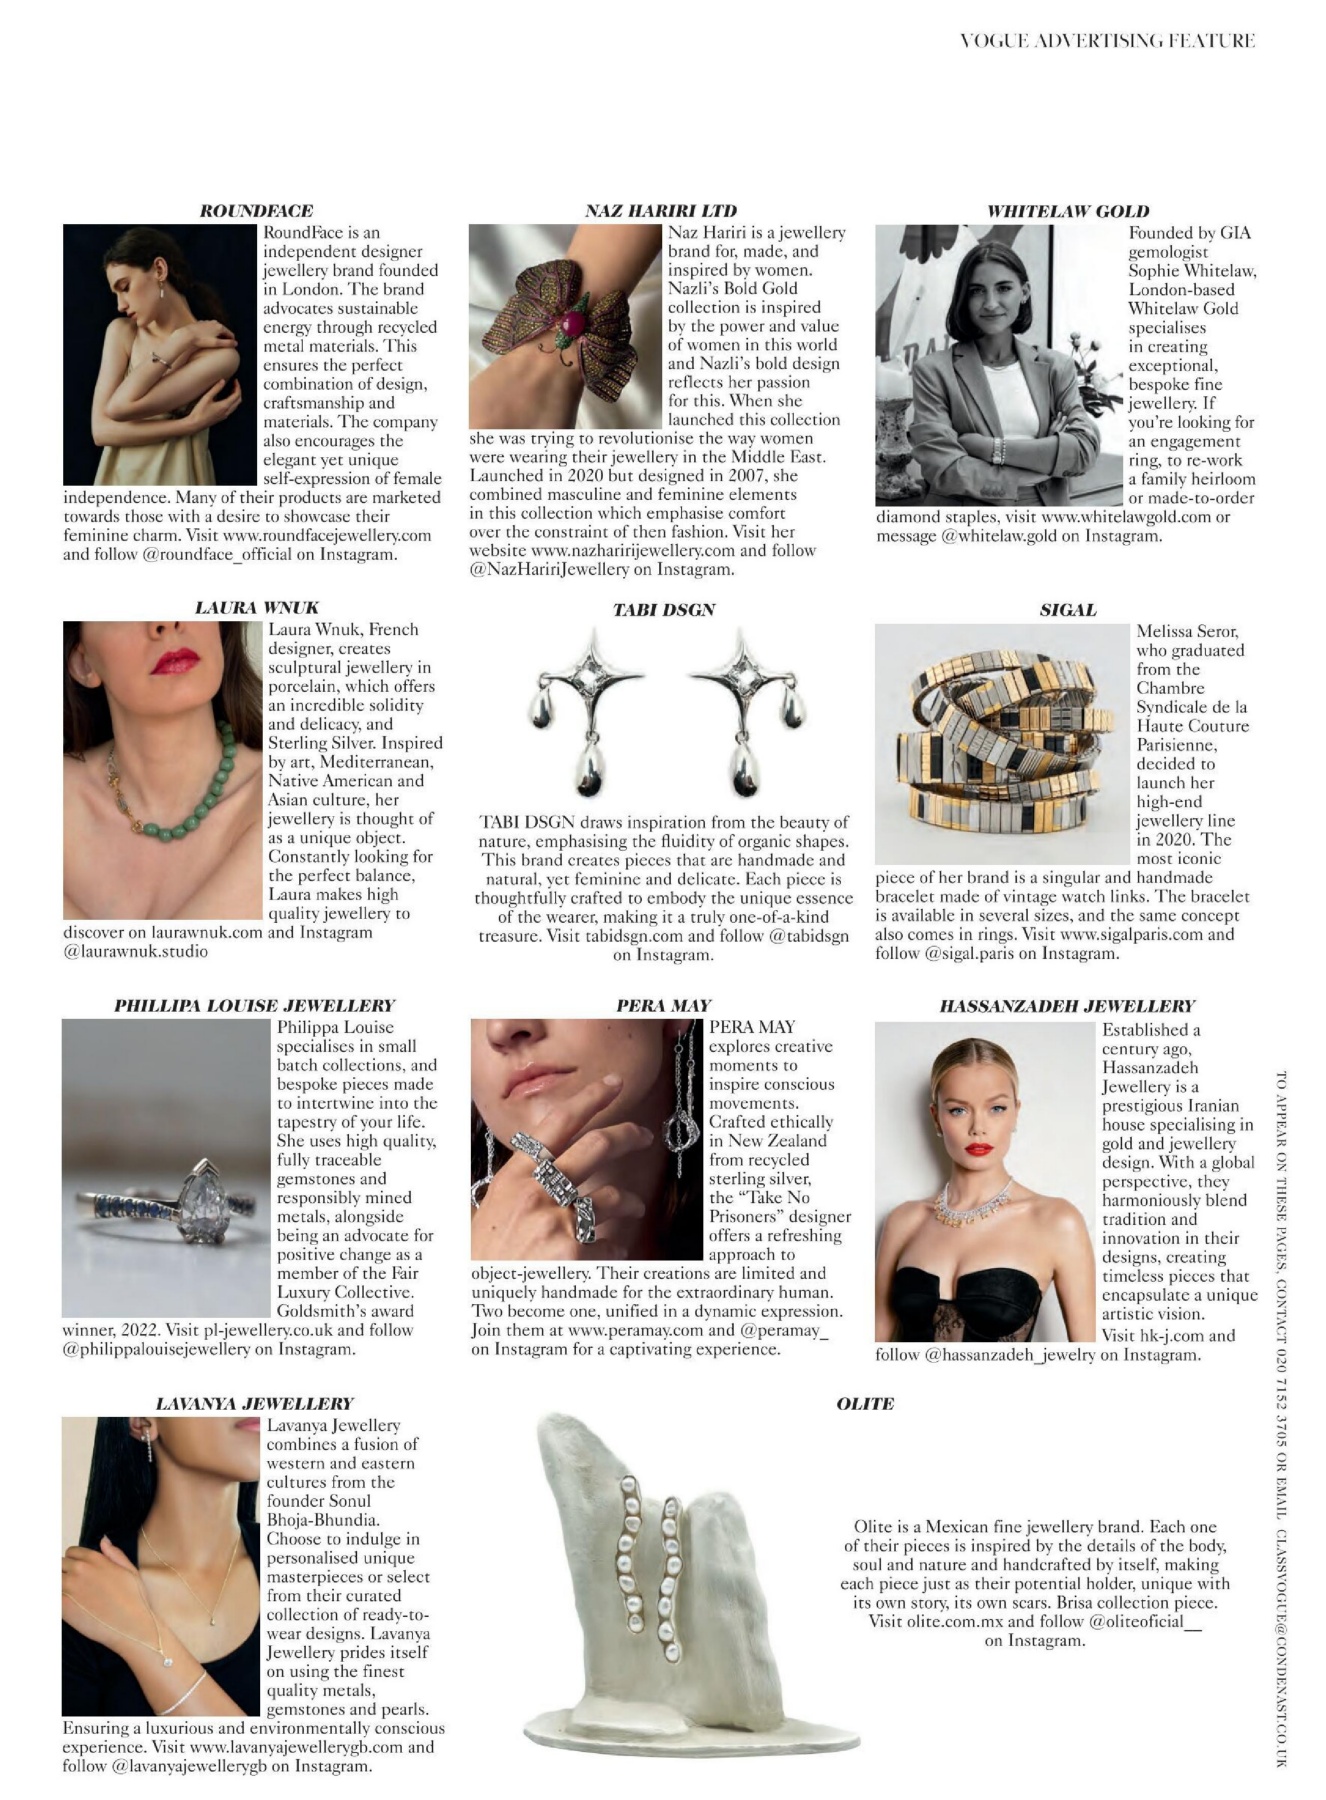 VOGUE ADVERTISING FEATURE
ROUNDFACE
RoundFace is an
independent designer
jewellery brand founded
in London. The brand
advocates sustainable
energy through recycled
metal materials. This
ensures the perfect
combination of design,
craftsmanship and
materials. The company
also encourages the
elegant yet unique
self-expression of female
independence. Many of their products are marketed
towards those with a desire to showcase their
feminine charm. Visit www.roundfacejewellery.com
and follow @roundface_official on Instagram.
NAZ HARIRI LTD
Naz Hariri is a jewellery
brand for, made, and
inspired by women.
Nazli's Bold Gold
collection is inspired
by the power and value
of women in this world
and Nazli's bold design
reflects her passion
for this. When she
launched this collection
she was trying to revolutionise the way women
were wearing their jewellery in the Middle East.
Launched in 2020 but designed in 2007, she
combined masculine and feminine elements
in this collection which emphasise comfort
over the constraint of then fashion. Visit her
website www.nazharirijewellery.com and follow
@NazHaririJewellery on Instagram.
WHITELAW GOLD
Founded by GIA
gemologist
Sophie Whitelaw,
London-based
Whitelaw Gold
specialises
in creating
exceptional,
bespoke fine
jewellery. If
you're looking for
an engagement
ring, to re-work
a family heirloom
or made-to-order
diamond staples, visit www.whitelawgold.com or
message @whitelaw.gold on Instagram.
LAURA WNUK
Laura Wnuk, French
designer, creates
sculptural jewellery in
porcelain, which offers
an incredible solidity
and delicacy, and
Sterling Silver. Inspired
by art, Mediterranean,
Native American and
Asian culture, her
jewellery is thought of
as a unique object.
Constantly looking for
the perfect balance,
Laura makes high
quality jewellery to
discover on laurawnuk.com and Instagram
@laurawnuk.studio
TABI DSGN
TABI DSGN draws inspiration from the beauty of
nature, emphasising the fluidity of organic shapes.
This brand creates pieces that are handmade and
natural, yet feminine and delicate. Each piece is
thoughtfully crafted to embody the unique essence
of the wearer, making it a truly one-of-a-kind
treasure. Visit tabidsgn.com and follow @tabidsgn
on Instagram.
SIGAL
Melissa Seror,
who graduated
from the
Chambre
Syndicale de la
Haute Couture
Parisienne,
decided to
launch her
high-end
jewellery line
in 2020. The
most iconic
piece of her brand is a singular and handmade
bracelet made of vintage watch links. The bracelet
is available in several sizes, and the same concept
also comes in rings. Visit www.sigalparis.com and
follow @sigal.paris on Instagram.
PHILLIPA LOUISE JEWELLERY
Philippa Louise
specialises in small
batch collections, and
bespoke pieces made
to intertwine into the
tapestry of your life.
She uses high quality,
fully traceable
gemstones and
responsibly mined
metals, alongside
being an advocate for
positive change as a
member of the Fair
Luxury Collective.
Goldsmith's award
winner, 2022. Visit pl-jewellery.co.uk and follow
@philippalouisejewellery on Instagram.
PERA MAY
PERA MAY
explores creative
moments to
inspire conscious
movements.
Crafted ethically
in New Zealand
from recycled
sterling silver,
the “Take No
Prisoners” designer
offers a refreshing
approach to
object-jewellery. Their creations are limited and
uniquely handmade for the extraordinary human.
Two become one, unified in a dynamic expression.
Join them at www.peramay.com and @peramay_
on Instagram for a captivating experience.
HASSANZADEH JEWELLERY
Established a
century ago,
Hassanzadeh
Jewellery is a
prestigious Iranian
house specialising in
gold and jewellery
design. With a global
perspective, they
harmoniously blend
tradition and
innovation in their
designs, creating
timeless pieces that
encapsulate a unique
artistic vision.
Visit hk-j.com and
follow @hassanzadeh_jewelry on Instagram.
LAVANYA JEWELLERY
Lavanya Jewellery
combines a fusion of
western and eastern
cultures from the
founder Sonul
Bhoja-Bhundia.
Choose to indulge in
personalised unique
masterpieces or select
from their curated
collection of ready-to-
wear designs. Lavanya
Jewellery prides itself
on using the finest
quality metals,
gemstones and pearls.
Ensuring a luxurious and environmentally conscious
experience. Visit www.lavanyajewellerygb.com and
follow @lavanyajewellerygb on Instagram.
OLITE
Olite is a Mexican fine jewellery brand. Each one
of their pieces is inspired by the details of the body,
soul and nature and handcrafted by itself, making
each piece just as their potential holder, unique with
its own story, its own scars. Brisa collection piece.
Visit olite.com.mx and follow @oliteoficial__
on Instagram.
TO APPEAR ON THESE PAGES, CONTACT 020 7152 3705 OR EMAIL CLASSVOGUE@CONDENAST.CO.UK